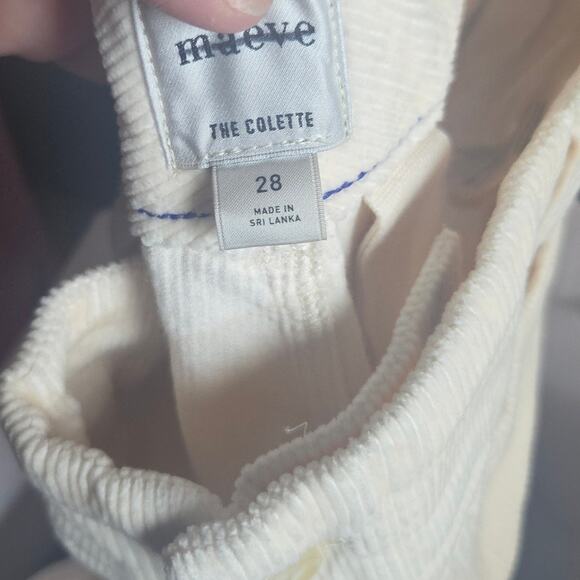 maeve
THE COLETTE
28
MADE IN
SRI LANKA